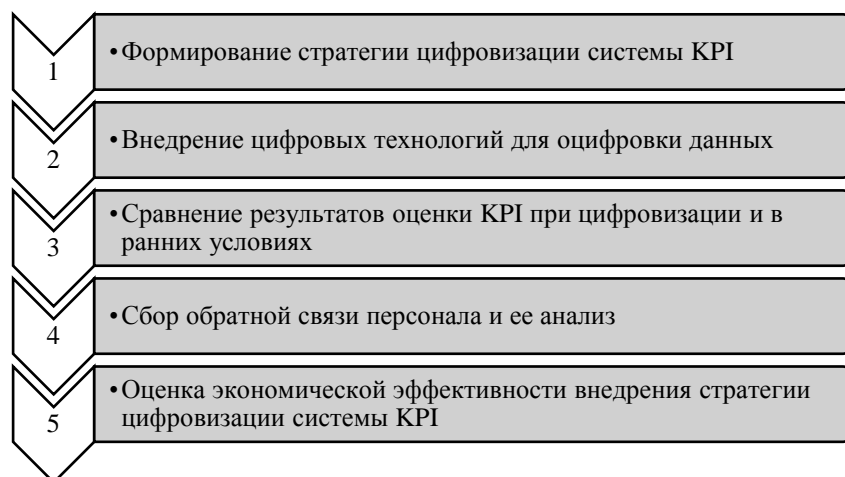 1
•Формирование стратегии цифровизации системы KPI
2
•Внедрение цифровых технологий для оцифровки данных
3
•Сравнение результатов оценки KPI при цифровизации и в
ранних условиях
4
•Сбор обратной связи персонала и ее анализ
5
•Оценка экономической эффективности внедрения стратегии
цифровизации системы KPI